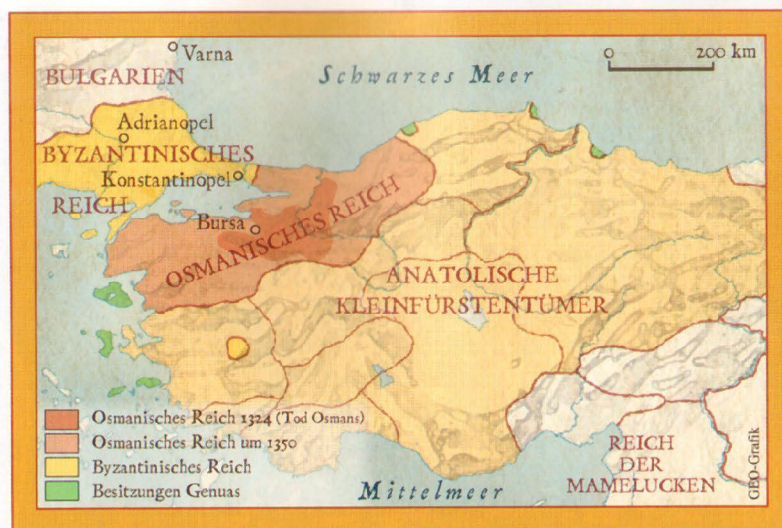 Varna
BULGARIEN
Schwarzes Meer
0 200 km
Adrianopel
BYZANTINISCHES
Konstantinopel
REICH
Bursa
OSMANISCHES REICH
ANATOLISCHE
KLEINFÜRSTENTÜMER
Osmanisches Reich 1324 (Tod Osmans)
Osmanisches Reich um 1350
Byzantinisches Reich
Besitzungen Genuas
Mittelmeer
REICH
DER
MAMELUCKEN
GEO-Grafik